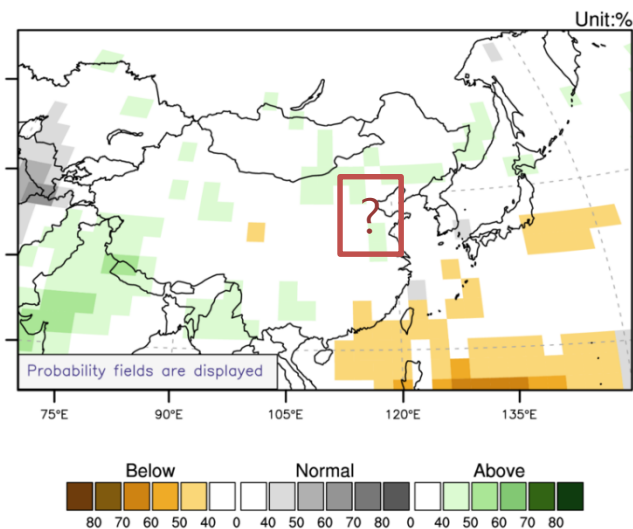 Unit:%
?
Probability fields are displayed
75°E 90°E 105°E 120°E 135°E
Below Normal Above
80 70 60 50 40 0 40 50 60 70 80 0 40 50 60 70 80